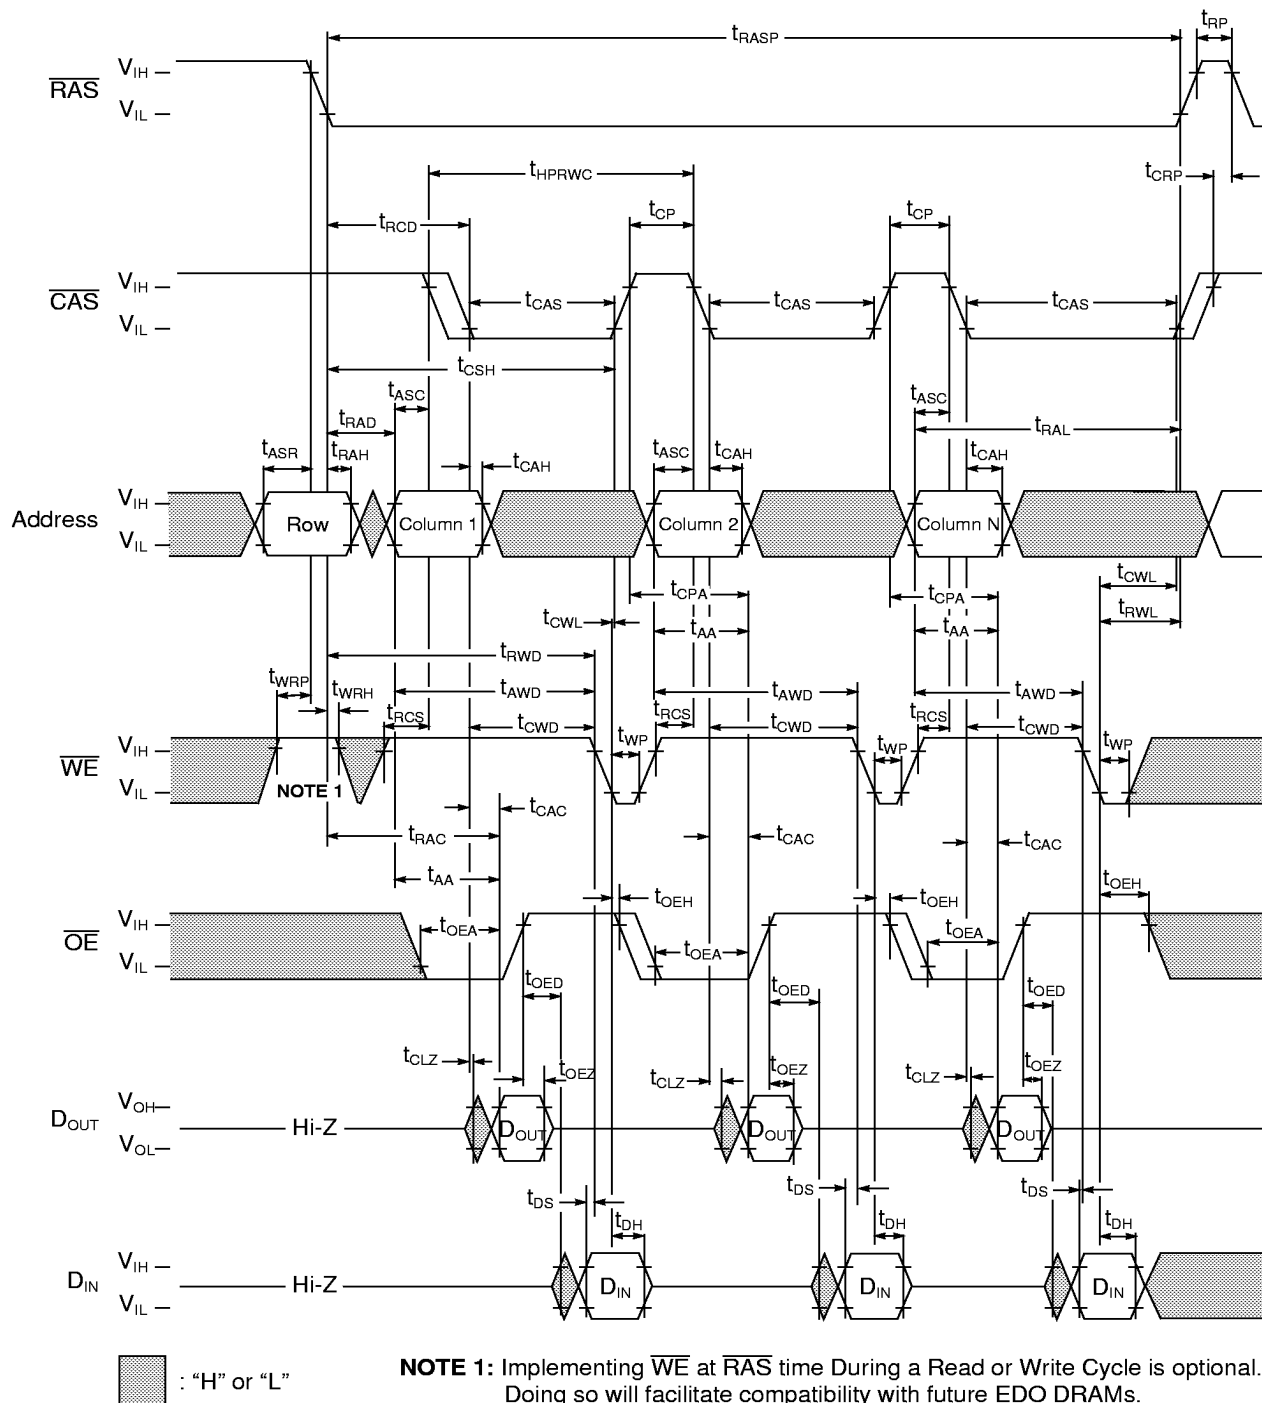 tRP
tRASP
RAS VIH
VIL
tHPRWC
tCRP
tRCD tCP tCP
CAS VIH
VIL
tCAS tCAS tCAS
tCSH
tASC tASC
tRAD tRAL
tASR tRAH tCAH tASC tCAH tCAH
Address VIH
VIL
Row Column 1 Column 2 Column N
tCWL
tCPA tCPA
tRWL
tCWL tAA tAA
tRWD
tWRP tWRH tAWD tAWD tAWD
tRCS tCWD tRCS tCWD tRCS tCWD
WE VIH
VIL
tWP tWP tWP
NOTE 1
tCAC
tRAC tCAC tCAC
tAA
tOEH tOEH tOEH
OE VIH
VIL
tOEA tOEA tOEA
tOED tOED tOED
tCLZ tOEZ tCLZ tOEZ tCLZ tOEZ
DOUT VOH
VOL
Hi-Z DOUT DOUT DOUT
tDS tDS tDS
tDH tDH tDH
DIN VIH
VIL
Hi-Z DIN DIN DIN
: “H” or “L”
NOTE 1: Implementing WE at RAS time During a Read or Write Cycle is optional.
Doing so will facilitate compatibility with future EDO DRAMs.